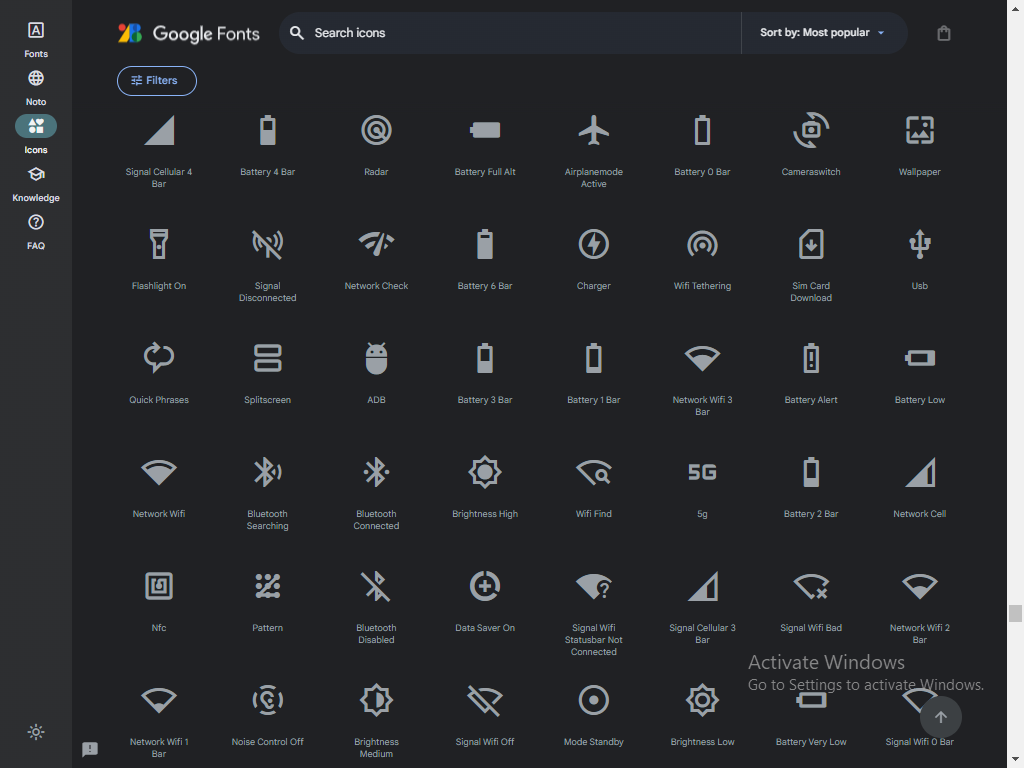 Google Fonts
Search icons
Sort by: Most popular
Fonts
Noto
Icons
Knowledge
FAQ
Filters
Signal Cellular 4
Bar
Battery 4 Bar
Radar
Battery Full Alt
Airplanemode
Active
Battery 0 Bar
Cameraswitch
Wallpaper
Flashlight On
Signal
Disconnected
Network Check
Battery 6 Bar
Charger
Wifi Tethering
Sim Card
Download
Usb
Quick Phrases
Splitscreen
ADB
Battery 3 Bar
Battery 1 Bar
Network Wifi 3
Bar
Battery Alert
Battery Low
Network Wifi
Bluetooth
Searching
Bluetooth
Connected
Brightness High
Wifi Find
5G
5g
Battery 2 Bar
Network Cell
Nfc
Pattern
Bluetooth
Disabled
Data Saver On
Signal Wifi
Statusbar Not
Connected
Signal Cellular 3
Bar
Signal Wifi Bad
Network Wifi 2
Bar
Activate Windows
Go to Settings to activate Windows.
Network Wifi 1
Bar
Noise Control Off
Brightness
Medium
Signal Wifi Off
Mode Standby
Brightness Low
Battery Very Low
Signal Wifi 0 Bar